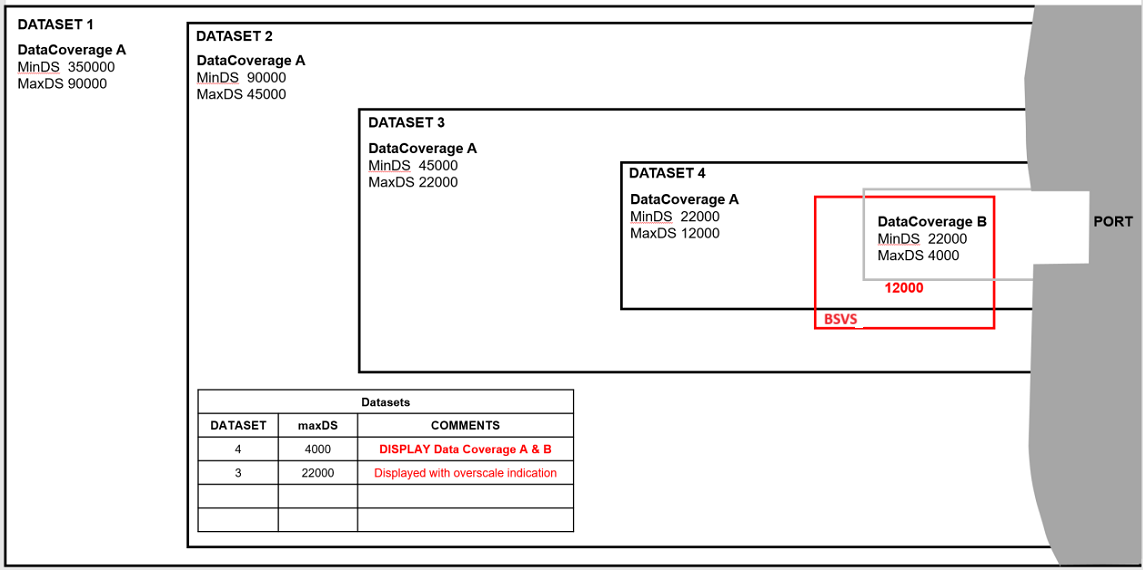 DATASET 1
DataCoverage A
MinDS 350000
MaxDS 90000
DATASET 2
DataCoverage A
MinDS 90000
MaxDS 45000
DATASET 3
DataCoverage A
MinDS 45000
MaxDS 22000
DATASET 4
DataCoverage A
MinDS 22000
MaxDS 12000
DataCoverage B
MinDS 22000
MaxDS 4000
12000
BSVS
PORT
Datasets
DATASET maxDS COMMENTS
4 4000 DISPLAY Data Coverage A & B
3 22000 Displayed with overscale indication